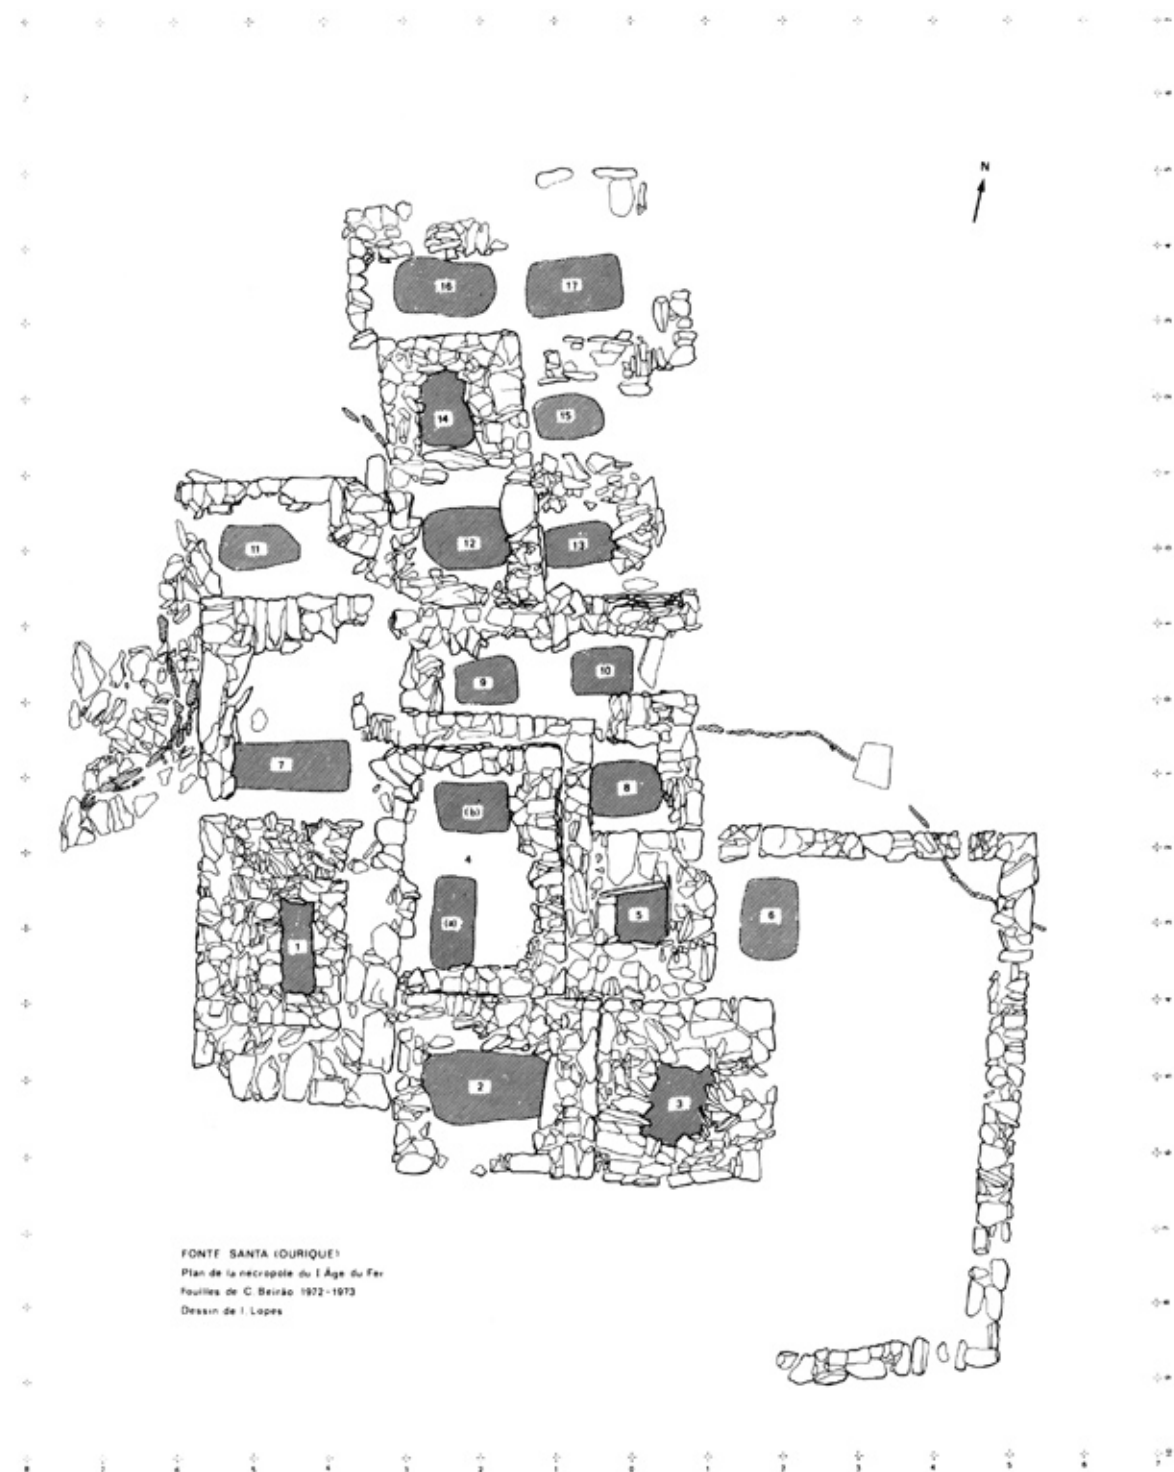 N
16
17
14
15
11
12
13
9
10
7
8
(b)
4
(a)
5
6
1
2
3
FONTE SANTA (OURIQUE)
Plan de la nécropole du I Âge du Fer
Fouilles de C. Beirão 1972-1973
Dessin de I. Lopes